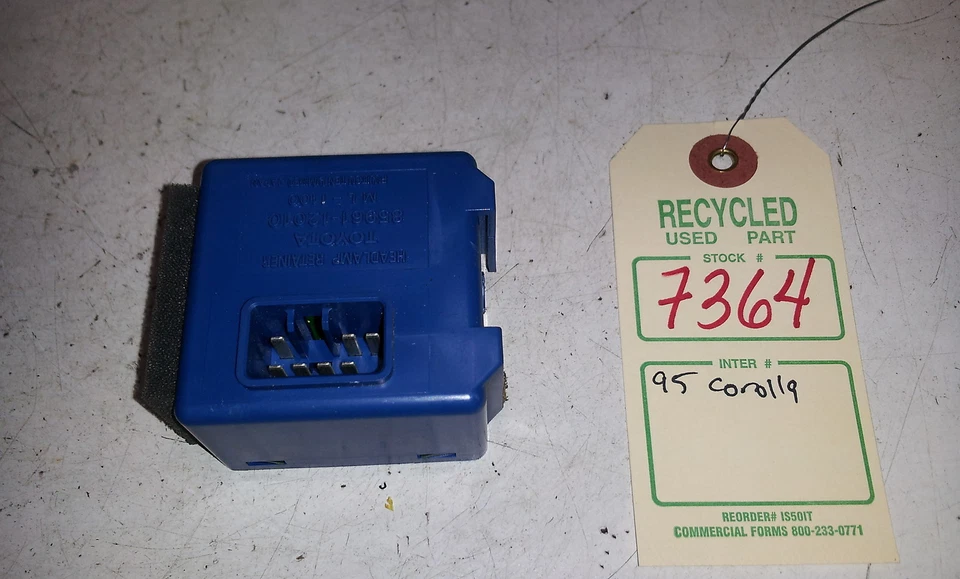 HEADLAMP RETAINER
TOYOTA
RECYCLED
USED PART
STOCK #
7364
INTER #
95 Corolla
REORDER# IS50IT
COMMERCIAL FORMS 800-233-0771